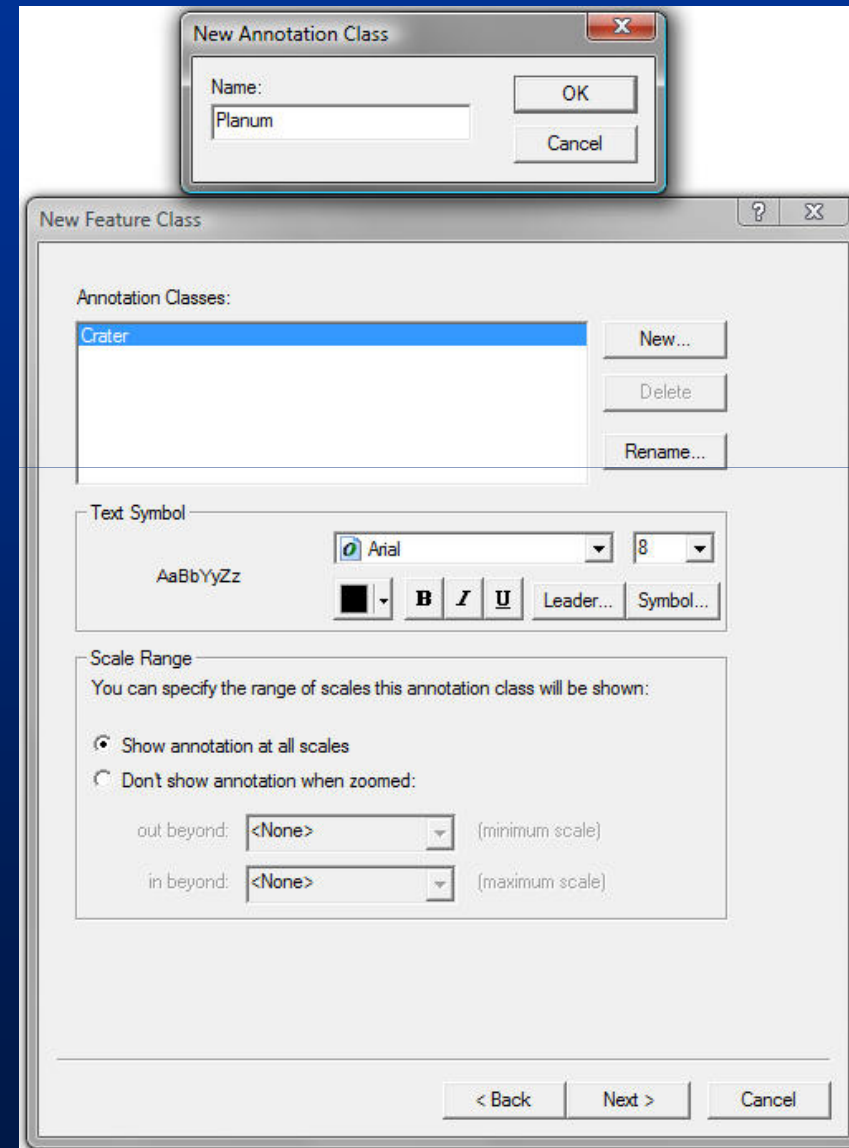 New Annotation Class
Name:
Planum
OK
Cancel
New Feature Class
Annotation Classes:
Crater
New...
Delete
Rename...
Text Symbol
AaBbYyZz
Arial
8
B I U
Leader...
Symbol...
Scale Range
You can specify the range of scales this annotation class will be shown:
Show annotation at all scales
Don't show annotation when zoomed:
out beyond: <None> (minimum scale)
in beyond: <None> (maximum scale)
< Back
Next >
Cancel